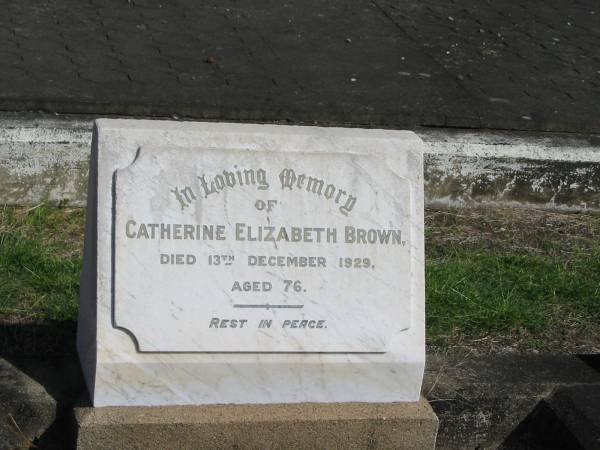 In Loving Memory
OF
CATHERINE ELIZABETH BROWN,
DIED 13TH DECEMBER 1929,
AGED 76.
REST IN PEACE.